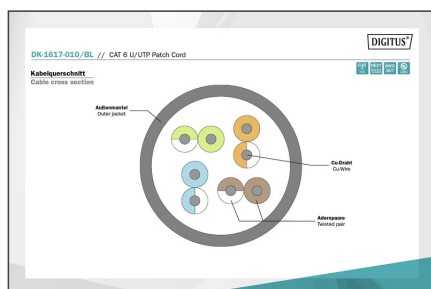 DIGITUS®
DK-1617-010/BL // CAT 6 U/UTP Patch Cord
Kabelquerschnitt
Cable cross section
Außenmantel
Outer jacket
Cu-Draht
Cu-Wire
Adernpaare
Twisted pair